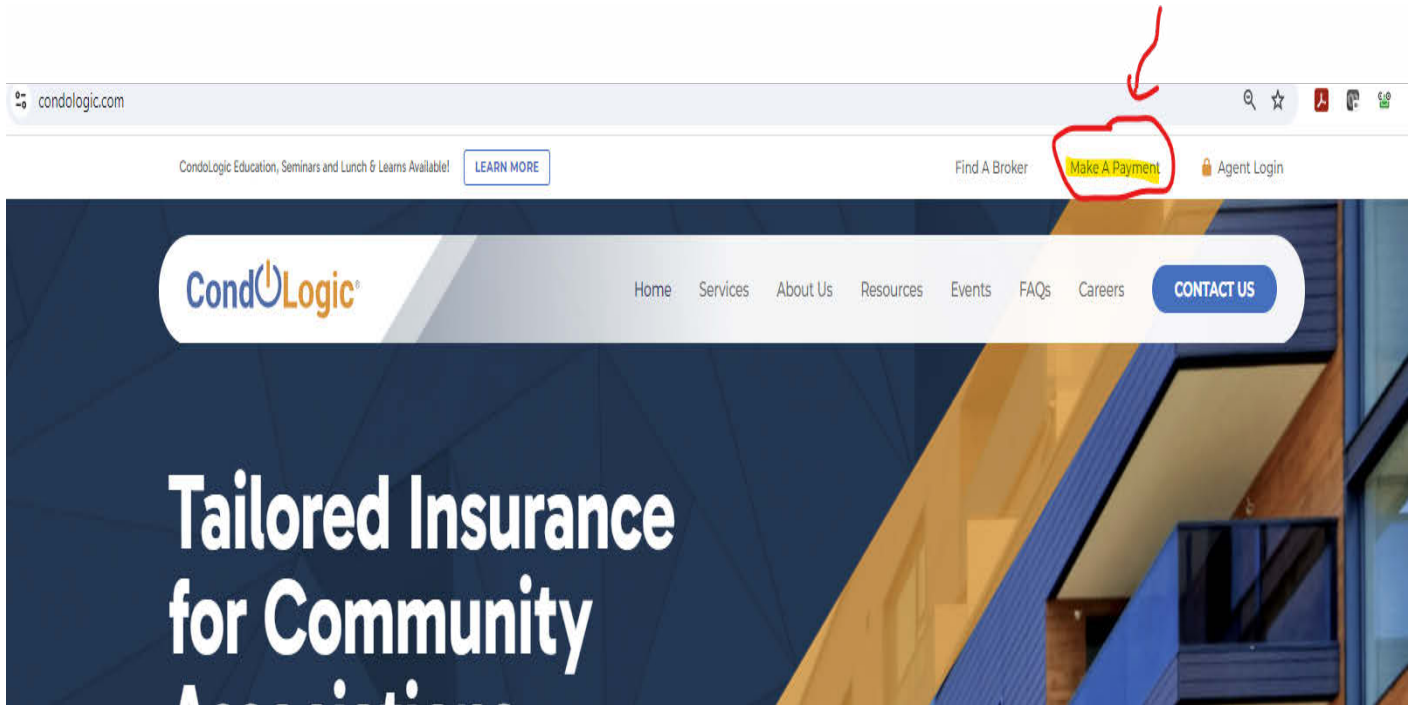 condologic.com
CondoLogic Education, Seminars and Lunch & Learns Available! LEARN MORE Find A Broker Make A Payment Agent Login
CondoLogic® Home Services About Us Resources Events FAQs Careers CONTACT US
Tailored Insurance
for Community
Associations